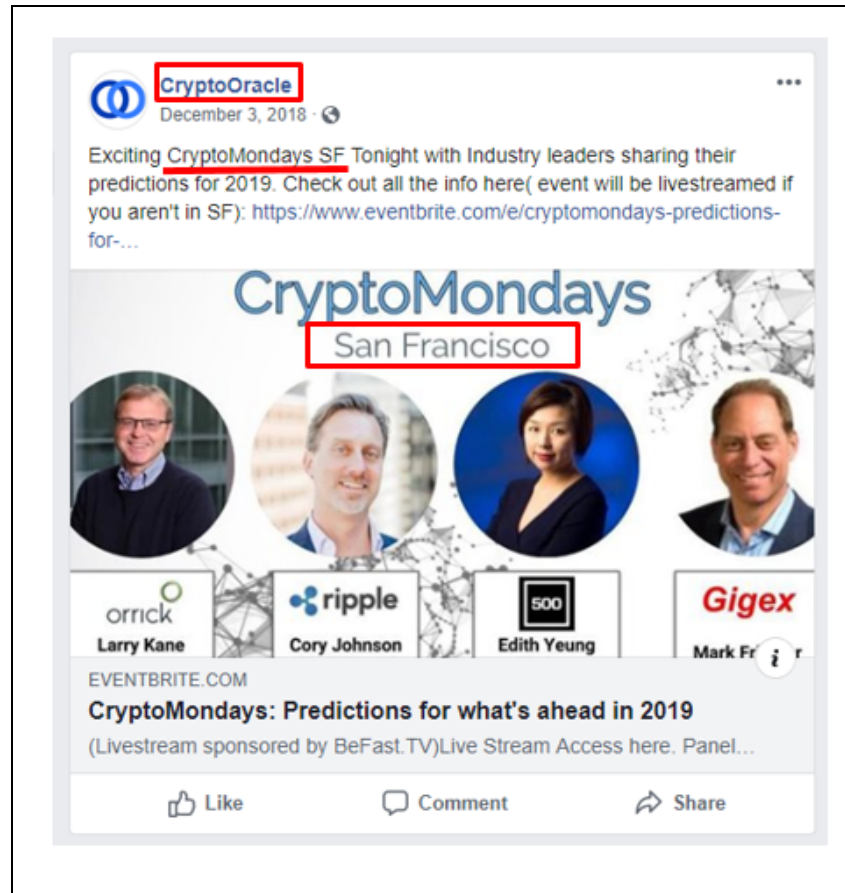 CryptoOracle
December 3, 2018 ·
Exciting CryptoMondays SF Tonight with Industry leaders sharing their
predictions for 2019. Check out all the info here( event will be livestreamed if
you aren't in SF): https://www.eventbrite.com/e/cryptomondays-predictions-
for-...
CryptoMondays
San Francisco
orrick
Larry Kane
ripple
Cory Johnson
500
Edith Yeung
Gigex
Mark
i
EVENTBRITE.COM
CryptoMondays: Predictions for what's ahead in 2019
(Livestream sponsored by BeFast.TV)Live Stream Access here. Panel...
Like Comment Share